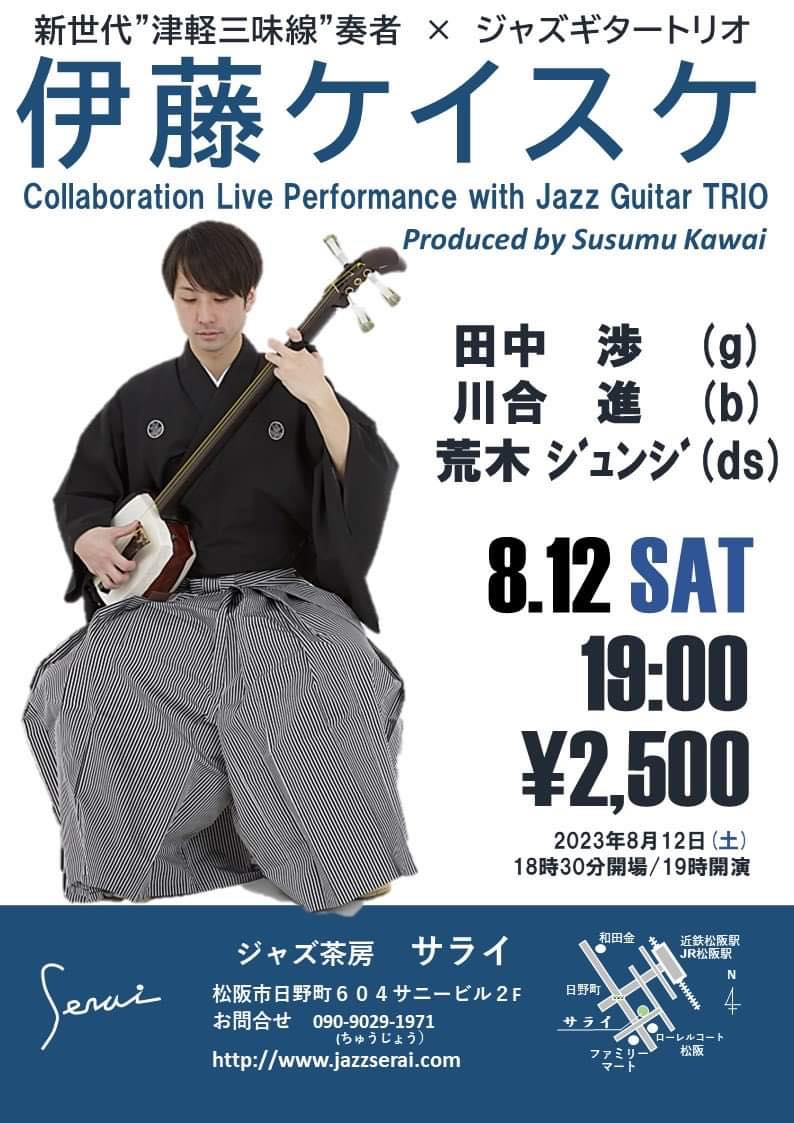 新世代”津軽三味線”奏者 × ジャズギタートリオ
伊藤ケイスケ
Collaboration Live Performance with Jazz Guitar TRIO
Produced by Susumu Kawai
田中 渉 (g)
川合 進 (b)
荒木 ｼﾞｭﾝｼﾞ (ds)
8.12 SAT
19:00
¥2,500
2023年8月12日(土)
18時30分開場/19時開演
Serai
ジャズ茶房 サライ
松阪市日野町６０４サニービル２F
お問合せ 090-9029-1971
(ちゅうじょう)
http://www.jazzserai.com
和田金
近鉄松阪駅
JR松阪駅
N
日野町
サライ
ローレルコート
松阪
ファミリー
マート